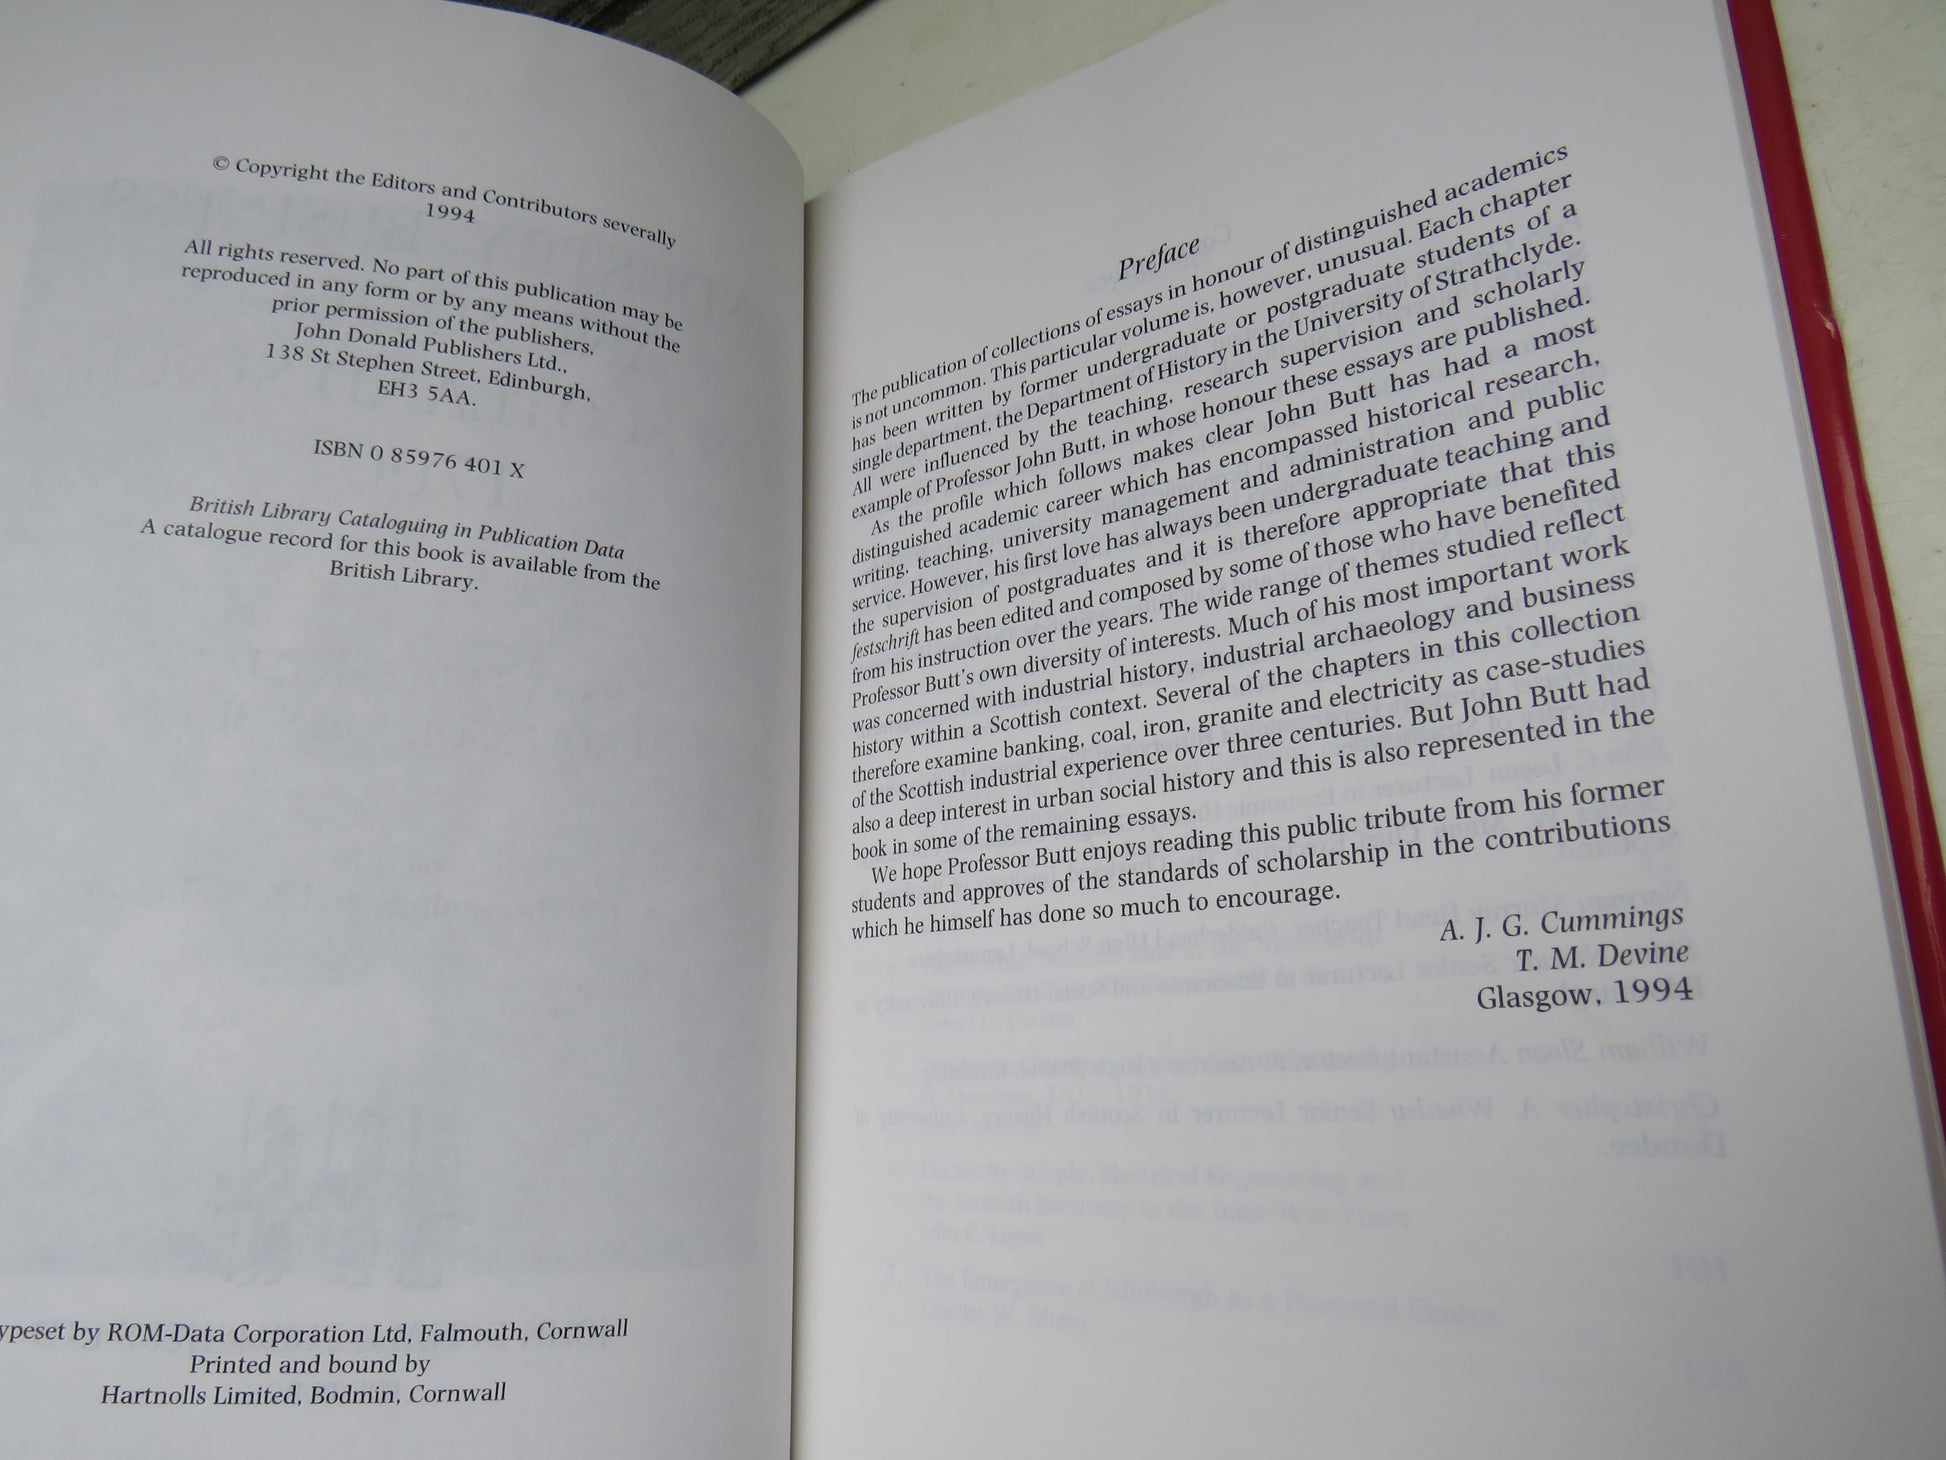 © Copyright the Editors and Contributors severally
1994
All rights reserved. No part of this publication may be
reproduced in any form or by any means without the
prior permission of the publishers,
John Donald Publishers Ltd.,
138 St Stephen Street, Edinburgh,
EH3 5AA.
ISBN 0 85976 401 X
British Library Cataloguing in Publication Data
A catalogue record for this book is available from the
British Library.
ypeset by ROM-Data Corporation Ltd, Falmouth, Cornwall
Printed and bound by
Hartnolls Limited, Bodmin, Cornwall
Preface
The publication of collections of essays in honour of distinguished academics
is not uncommon. This particular volume is, however, unusual. Each chapter
has been written by former undergraduate or postgraduate students of a
single department, the Department of History in the University of Strathclyde.
All were influenced by the teaching, research supervision and scholarly
example of Professor John Butt, in whose honour these essays are published.
As the profile which follows makes clear John Butt has had a most
distinguished academic career which has encompassed historical research,
writing, teaching, university management and administration and public
service. However, his first love has always been undergraduate teaching and
the supervision of postgraduates and it is therefore appropriate that this
festschrift has been edited and composed by some of those who have benefited
from his instruction over the years. The wide range of themes studied reflect
Professor Butt's own diversity of interests. Much of his most important work
was concerned with industrial history, industrial archaeology and business
history within a Scottish context. Several of the chapters in this collection
therefore examine banking, coal, iron, granite and electricity as case-studies
of the Scottish industrial experience over three centuries. But John Butt had
also a deep interest in urban social history and this is also represented in the
book in some of the remaining essays.
We hope Professor Butt enjoys reading this public tribute from his former
students and approves of the standards of scholarship in the contributions
which he himself has done so much to encourage.
A. J. G. Cummings
T. M. Devine
Glasgow, 1994